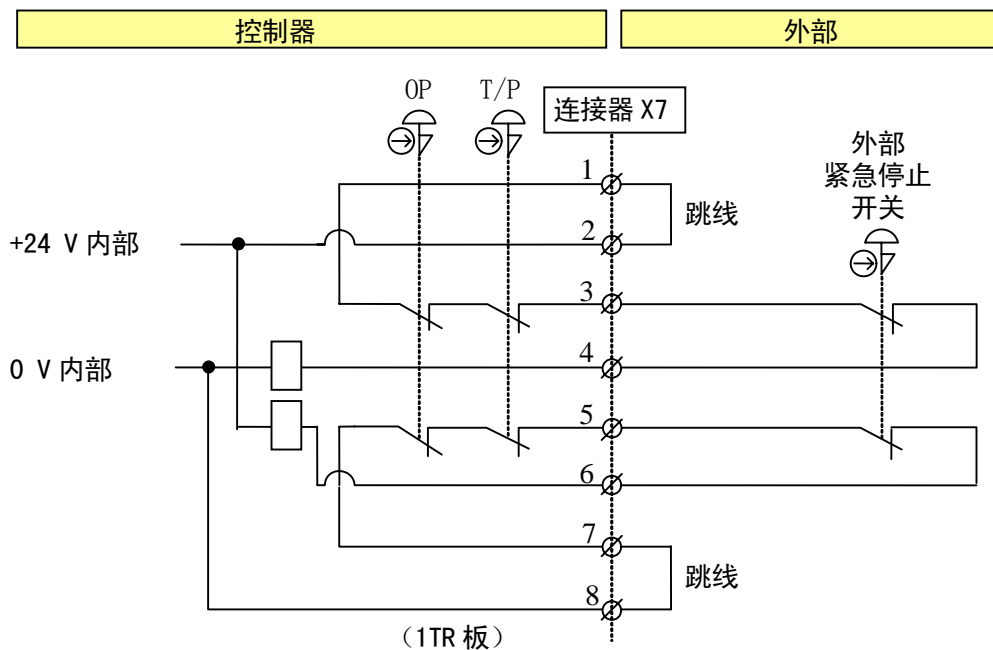 控制器
外部
OP
T/P
连接器 X7
外部
紧急停止
开关
1
跳线
2
+24 V 内部
3
0 V 内部
4
5
6
7
跳线
8
（1TR 板）